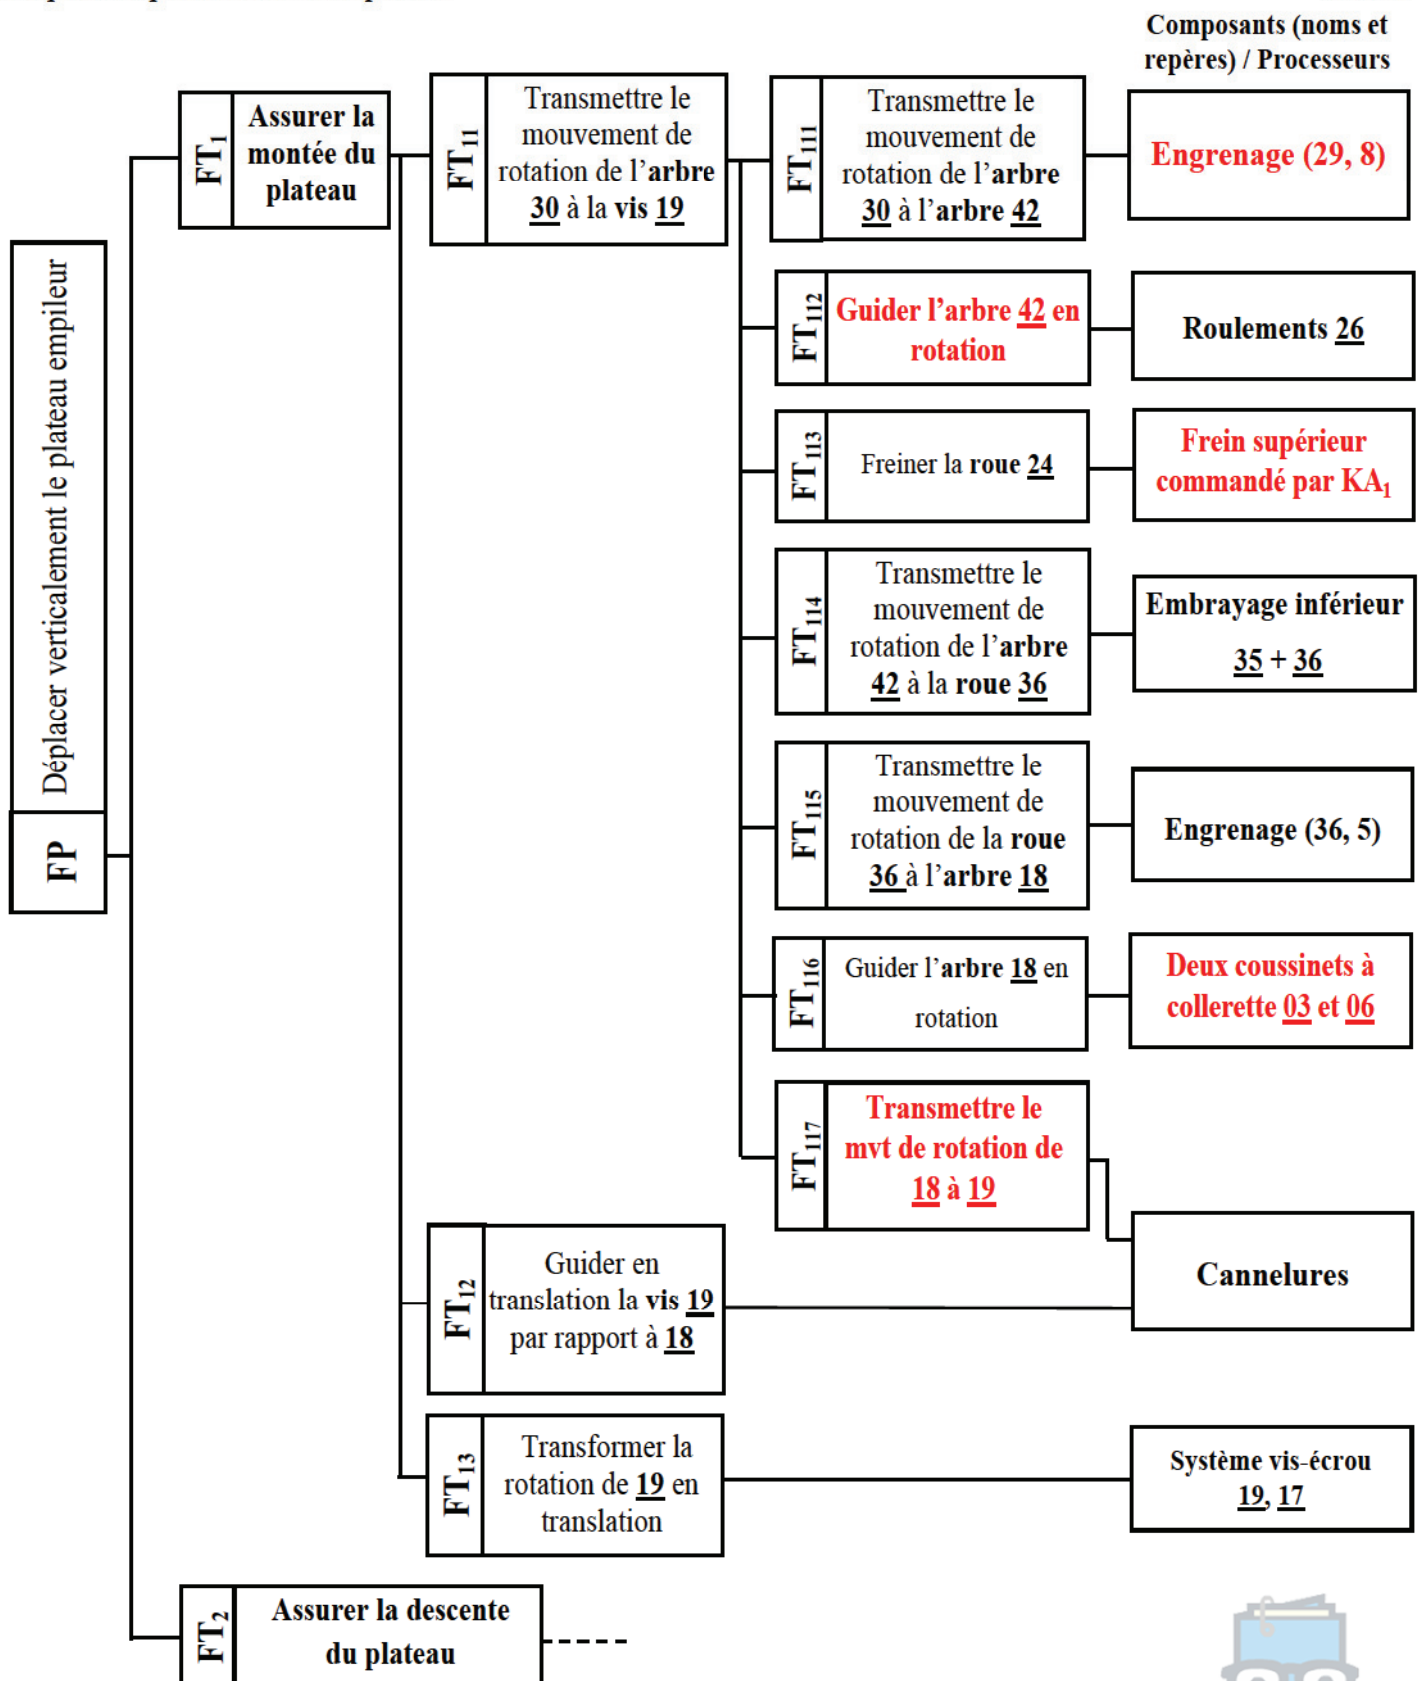 Composants (noms et
repères) / Processeurs
FP
Déplacer verticalement le plateau empileur
FT1
Assurer la
montée du
plateau
FT11
Transmettre le
mouvement de
rotation de l'arbre
30 à la vis 19
FT111
Transmettre le
mouvement de
rotation de l'arbre
30 à l'arbre 42
Engrenage (29, 8)
FT112
Guider l'arbre 42 en
rotation
Roulements 26
FT113
Freiner la roue 24
Frein supérieur
commandé par KA1
FT114
Transmettre le
mouvement de
rotation de l'arbre
42 à la roue 36
Embrayage inférieur
35 + 36
FT115
Transmettre le
mouvement de
rotation de la roue
36 à l'arbre 18
Engrenage (36, 5)
FT116
Guider l'arbre 18 en
rotation
Deux coussinets à
collerette 03 et 06
FT117
Transmettre le
mvt de rotation de
18 à 19
Cannelures
FT12
Guider en
translation la vis 19
par rapport à 18
FT13
Transformer la
rotation de 19 en
translation
Système vis-écrou
19, 17
FT2
Assurer la descente
du plateau